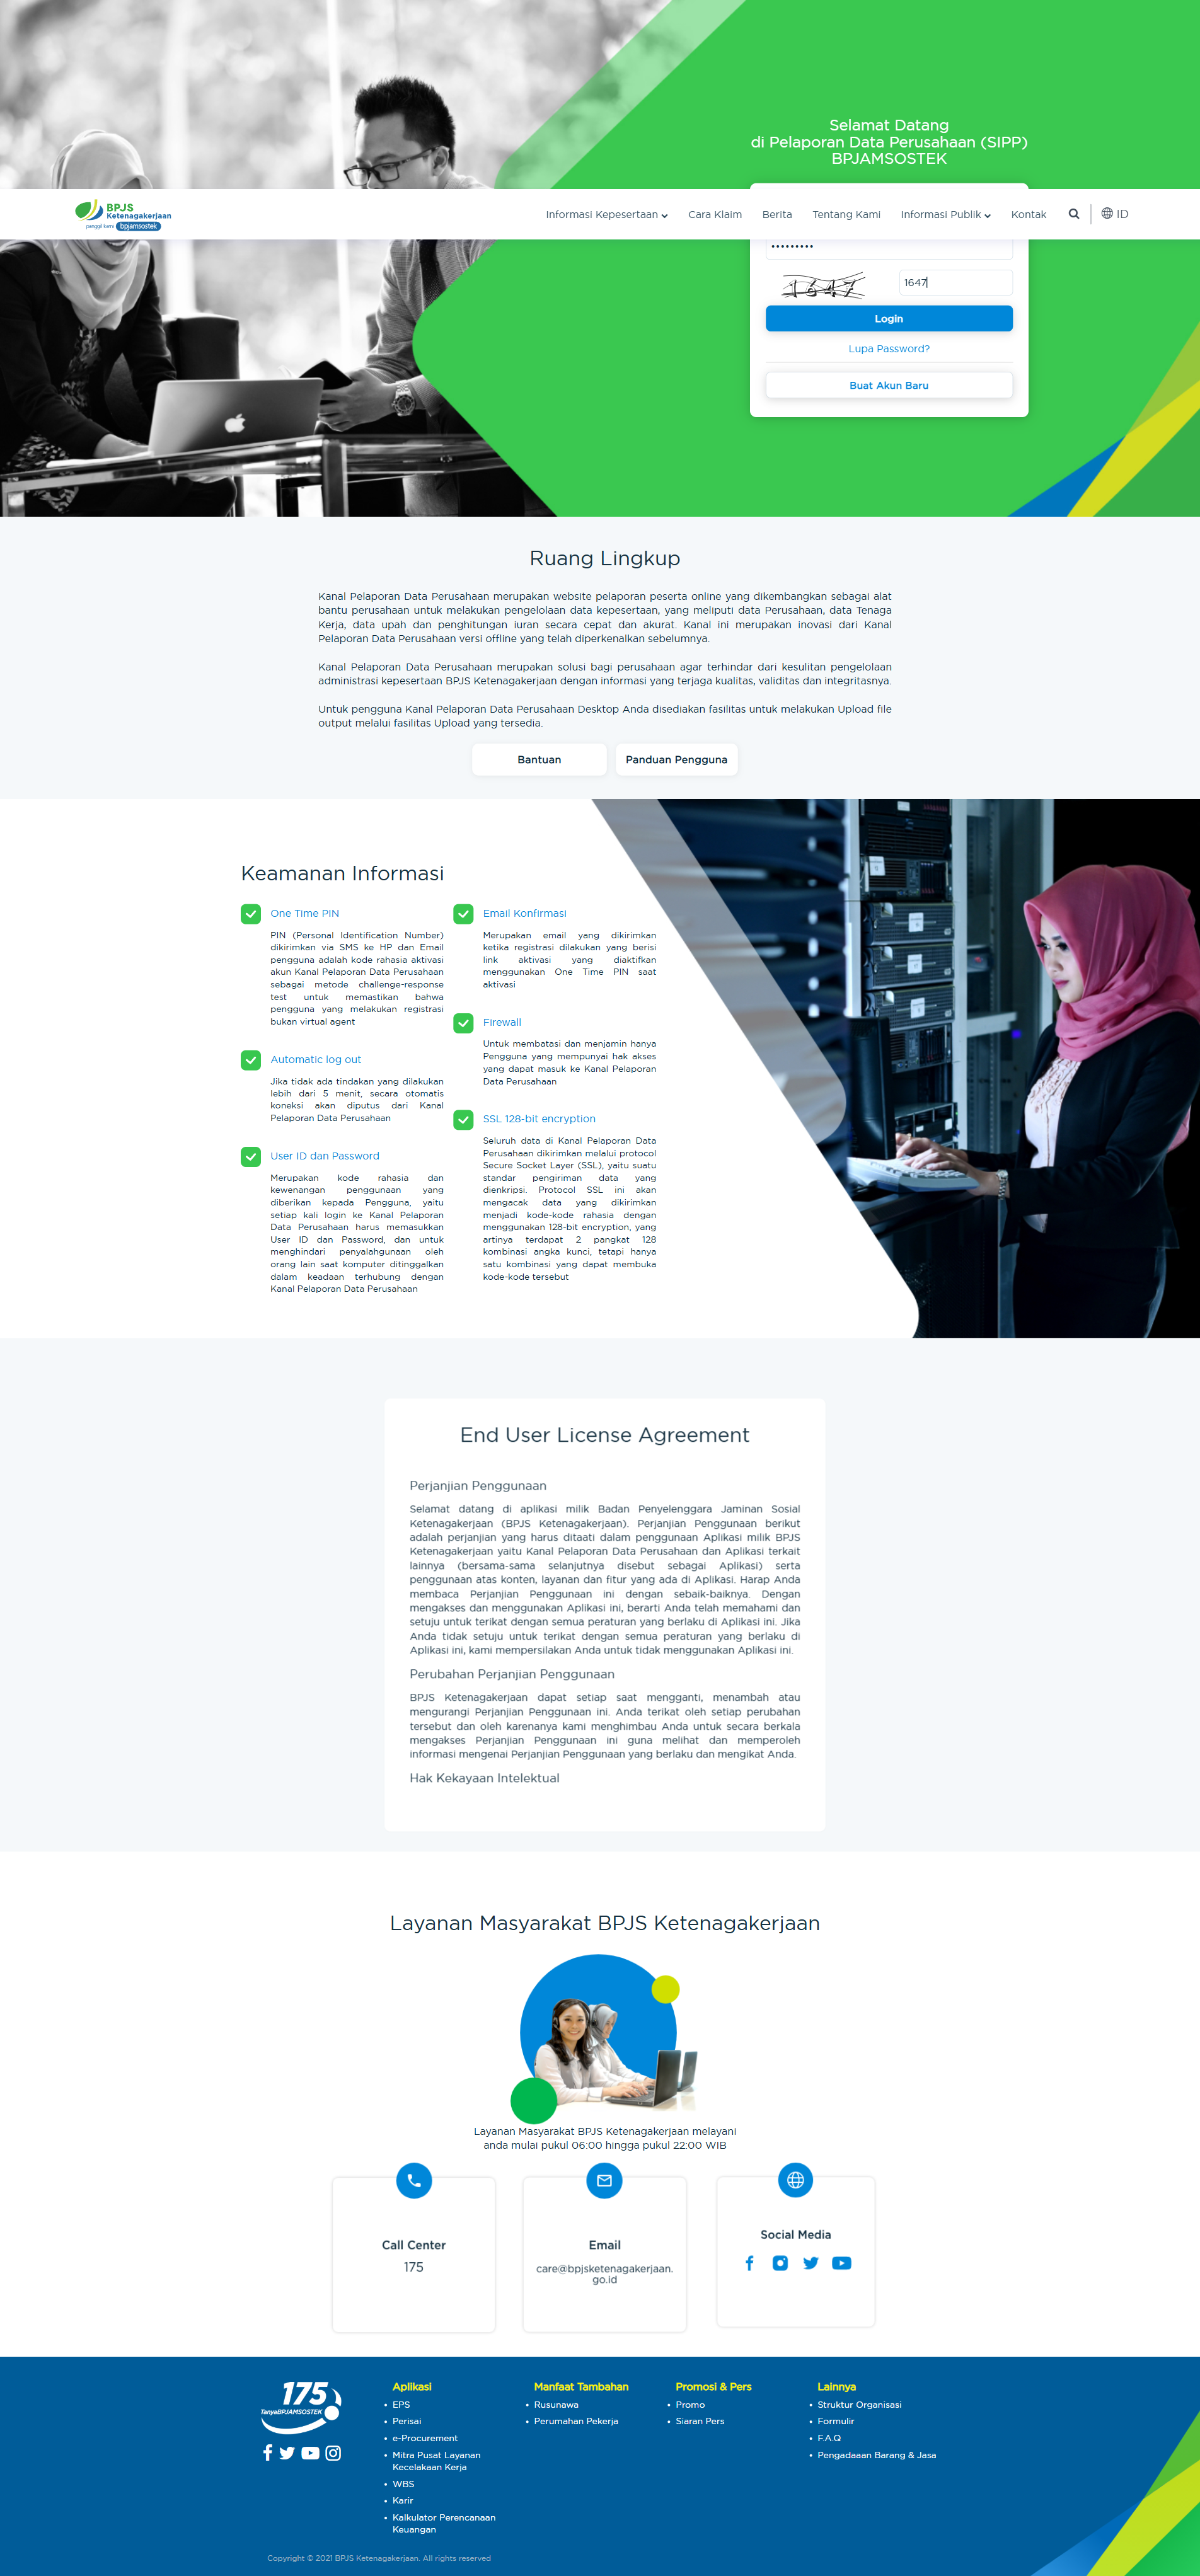 Selamat Datang
di Pelaporan Data Perusahaan (SIPP)
BPJAMSOSTEK
BPJS
Ketenagakerjaan
panggil kami bpjamsostek
Informasi Kepesertaan
Cara Klaim
Berita
Tentang Kami
Informasi Publik
Kontak
ID
•••••••••
1647
1647
Login
Lupa Password?
Buat Akun Baru
Ruang Lingkup
Kanal Pelaporan Data Perusahaan merupakan website pelaporan peserta online yang dikembangkan sebagai alat
bantu perusahaan untuk melakukan pengelolaan data kepesertaan, yang meliputi data Perusahaan, data Tenaga
Kerja, data upah dan penghitungan iuran secara cepat dan akurat. Kanal ini merupakan inovasi dari Kanal
Pelaporan Data Perusahaan versi offline yang telah diperkenalkan sebelumnya.
Kanal Pelaporan Data Perusahaan merupakan solusi bagi perusahaan agar terhindar dari kesulitan pengelolaan
administrasi kepesertaan BPJS Ketenagakerjaan dengan informasi yang terjaga kualitas, validitas dan integritasnya.
Untuk pengguna Kanal Pelaporan Data Perusahaan Desktop Anda disediakan fasilitas untuk melakukan Upload file
output melalui fasilitas Upload yang tersedia.
Bantuan
Panduan Pengguna
Keamanan Informasi
One Time PIN
PIN (Personal Identification Number)
dikirimkan via SMS ke HP dan Email
pengguna adalah kode rahasia aktivasi
akun Kanal Pelaporan Data Perusahaan
sebagai metode challenge-response
test untuk memastikan bahwa
pengguna yang melakukan registrasi
bukan virtual agent
Automatic log out
Jika tidak ada tindakan yang dilakukan
lebih dari 5 menit, secara otomatis
koneksi akan diputus dari Kanal
Pelaporan Data Perusahaan
User ID dan Password
Merupakan kode rahasia dan
kewenangan penggunaan yang
diberikan kepada Pengguna, yaitu
setiap kali login ke Kanal Pelaporan
Data Perusahaan harus memasukkan
User ID dan Password, dan untuk
menghindari penyalahgunaan oleh
orang lain saat komputer ditinggalkan
dalam keadaan terhubung dengan
Kanal Pelaporan Data Perusahaan
Email Konfirmasi
Merupakan email yang dikirimkan
ketika registrasi dilakukan yang berisi
link aktivasi yang diaktifkan
menggunakan One Time PIN saat
aktivasi
Firewall
Untuk membatasi dan menjamin hanya
Pengguna yang mempunyai hak akses
yang dapat masuk ke Kanal Pelaporan
Data Perusahaan
SSL 128-bit encryption
Seluruh data di Kanal Pelaporan Data
Perusahaan dikirimkan melalui protocol
Secure Socket Layer (SSL), yaitu suatu
standar pengiriman data yang
dienkripsi. Protocol SSL ini akan
mengacak data yang dikirimkan
menjadi kode-kode rahasia dengan
menggunakan 128-bit encryption, yang
artinya terdapat 2 pangkat 128
kombinasi angka kunci, tetapi hanya
satu kombinasi yang dapat membuka
kode-kode tersebut
End User License Agreement
Perjanjian Penggunaan
Selamat datang di aplikasi milik Badan Penyelenggara Jaminan Sosial
Ketenagakerjaan (BPJS Ketenagakerjaan). Perjanjian Penggunaan berikut
adalah perjanjian yang harus ditaati dalam penggunaan Aplikasi milik BPJS
Ketenagakerjaan yaitu Kanal Pelaporan Data Perusahaan dan Aplikasi terkait
lainnya (bersama-sama selanjutnya disebut sebagai Aplikasi) serta
penggunaan atas konten, layanan dan fitur yang ada di Aplikasi. Harap Anda
membaca Perjanjian Penggunaan ini dengan sebaik-baiknya. Dengan
mengakses dan menggunakan Aplikasi ini, berarti Anda telah memahami dan
setuju untuk terikat dengan semua peraturan yang berlaku di Aplikasi ini. Jika
Anda tidak setuju untuk terikat dengan semua peraturan yang berlaku di
Aplikasi ini, kami mempersilakan Anda untuk tidak menggunakan Aplikasi ini.
Perubahan Perjanjian Penggunaan
BPJS Ketenagakerjaan dapat setiap saat mengganti, menambah atau
mengurangi Perjanjian Penggunaan ini. Anda terikat oleh setiap perubahan
tersebut dan oleh karenanya kami menghimbau Anda untuk secara berkala
mengakses Perjanjian Penggunaan ini guna melihat dan memperoleh
informasi mengenai Perjanjian Penggunaan yang berlaku dan mengikat Anda.
Hak Kekayaan Intelektual
Layanan Masyarakat BPJS Ketenagakerjaan
Layanan Masyarakat BPJS Ketenagakerjaan melayani
anda mulai pukul 06:00 hingga pukul 22:00 WIB
Call Center
175
Email
care@bpjsketenagakerjaan.
go.id
Social Media
175
TanyaBPJAMSOSTEK
Aplikasi
• EPS
• Perisai
• e-Procurement
• Mitra Pusat Layanan
Kecelakaan Kerja
• WBS
• Karir
• Kalkulator Perencanaan
Keuangan
Manfaat Tambahan
• Rusunawa
• Perumahan Pekerja
Promosi & Pers
• Promo
• Siaran Pers
Lainnya
• Struktur Organisasi
• Formulir
• F.A.Q
• Pengadaaan Barang & Jasa
Copyright © 2021 BPJS Ketenagakerjaan. All rights reserved